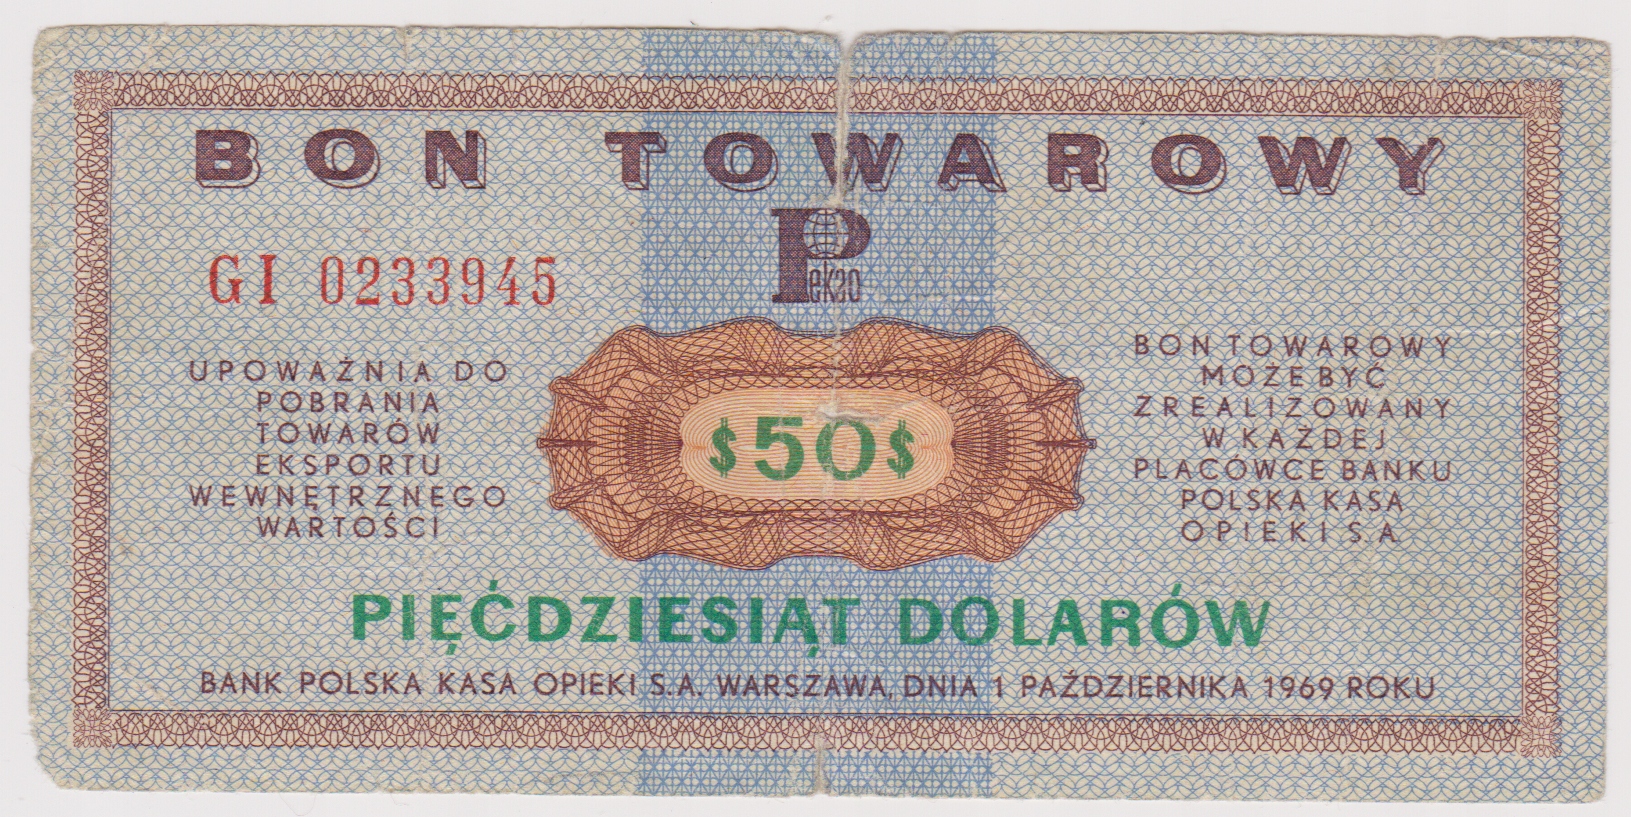 BON TOWAROWY
Pekao
GI 0233945
UPOWAŻNIA DO
POBRANIA
TOWARÓW
EKSPORTU
WEWNĘTRZNEGO
WARTOŚCI
$50$
BON TOWAROWY
MOŻE BYĆ
ZREALIZOWANY
W KAŻDEJ
PLACÓWCE BANKU
POLSKA KASA
OPIEKI S.A.
PIĘĆDZIESIĄT DOLARÓW
BANK POLSKA KASA OPIEKI S.A. WARSZAWA, DNIA 1 PAŹDZIERNIKA 1969 ROKU